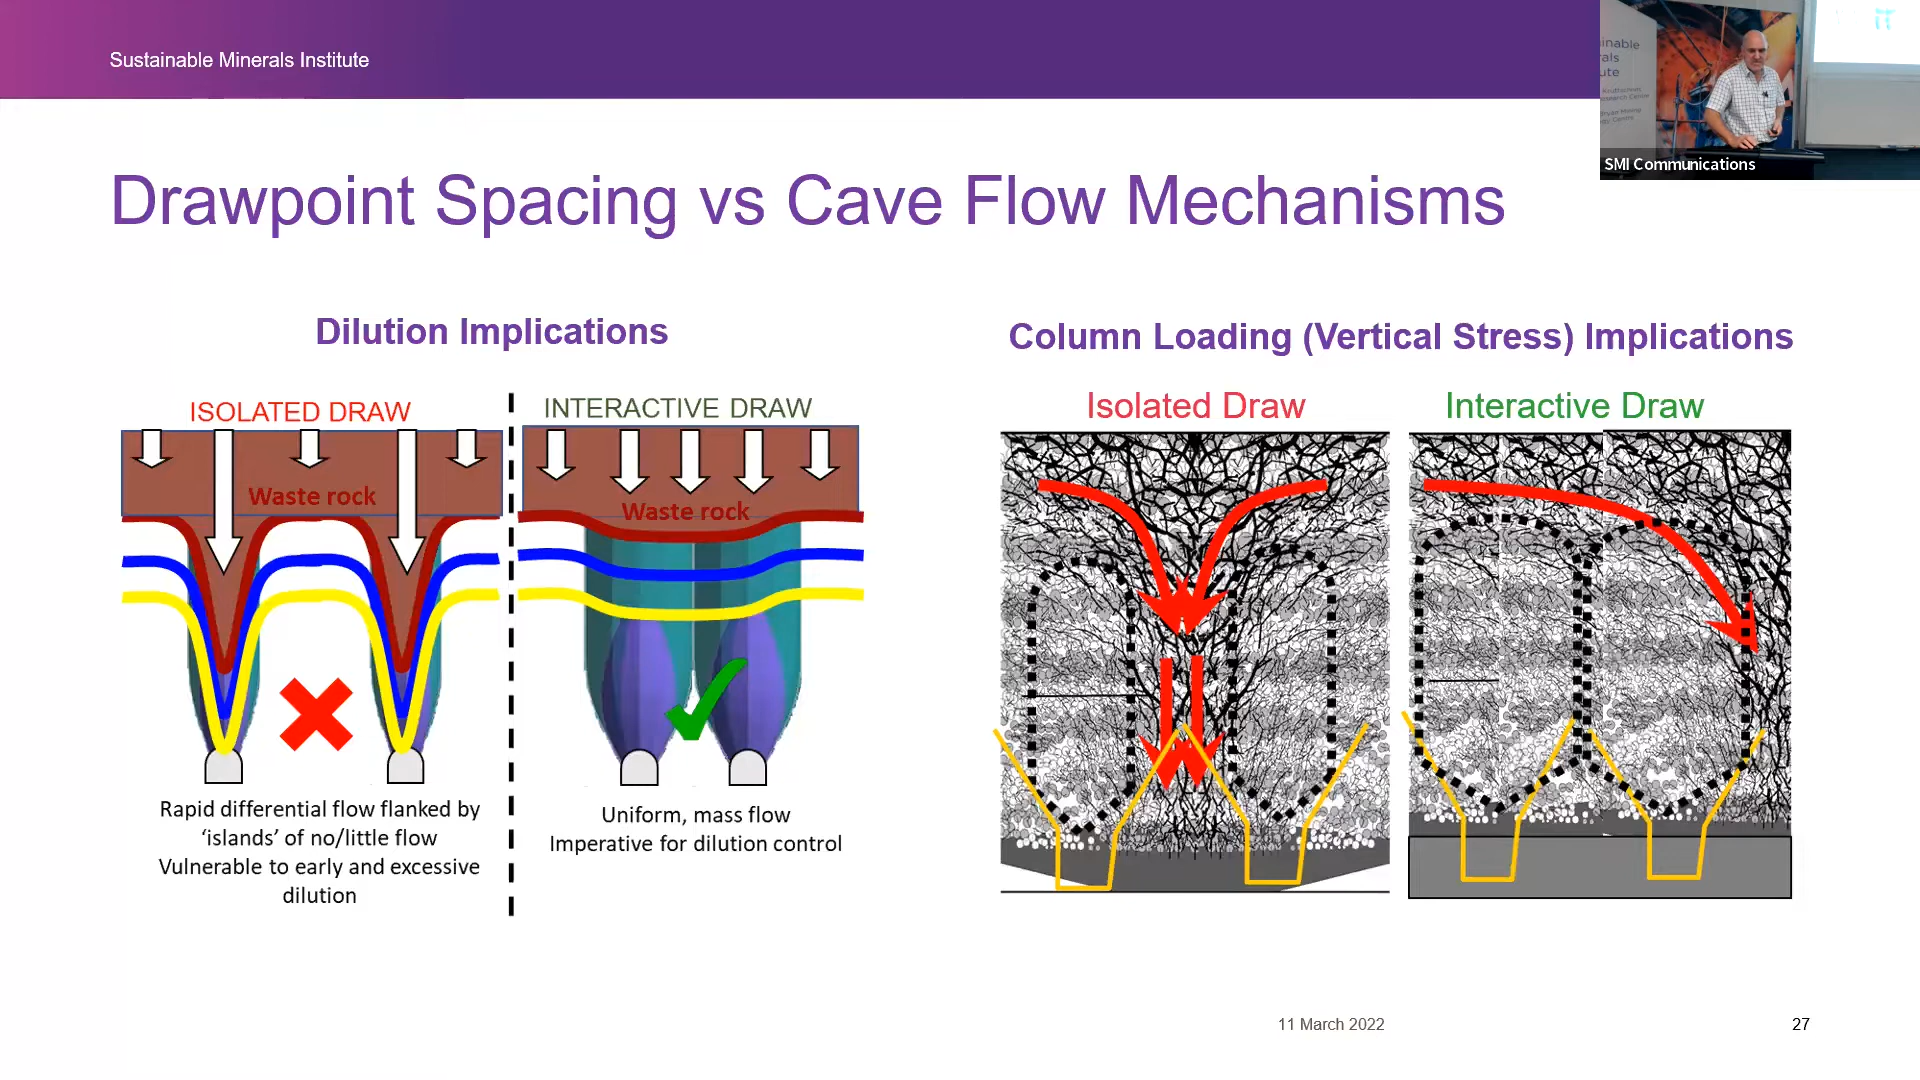 Sustainable Minerals Institute
SMI Communications
Drawpoint Spacing vs Cave Flow Mechanisms
Dilution Implications
ISOLATED DRAW
INTERACTIVE DRAW
Waste rock
Waste rock
Rapid differential flow flanked by
‘islands’ of no/little flow
Vulnerable to early and excessive
dilution
Uniform, mass flow
Imperative for dilution control
Column Loading (Vertical Stress) Implications
Isolated Draw
Interactive Draw
11 March 2022
27